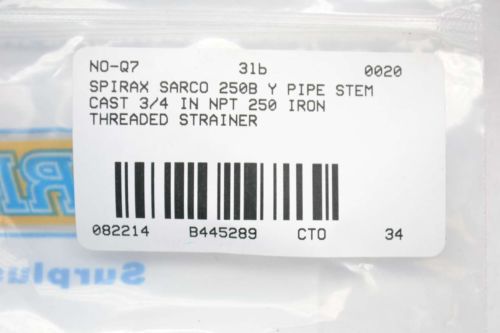 NO-Q7 31b 0020
SPIRAX SARCO 250B Y PIPE STEM
CAST 3/4 IN NPT 250 IRON
THREADED STRAINER
082214 B445289 CTO 34
Surplus